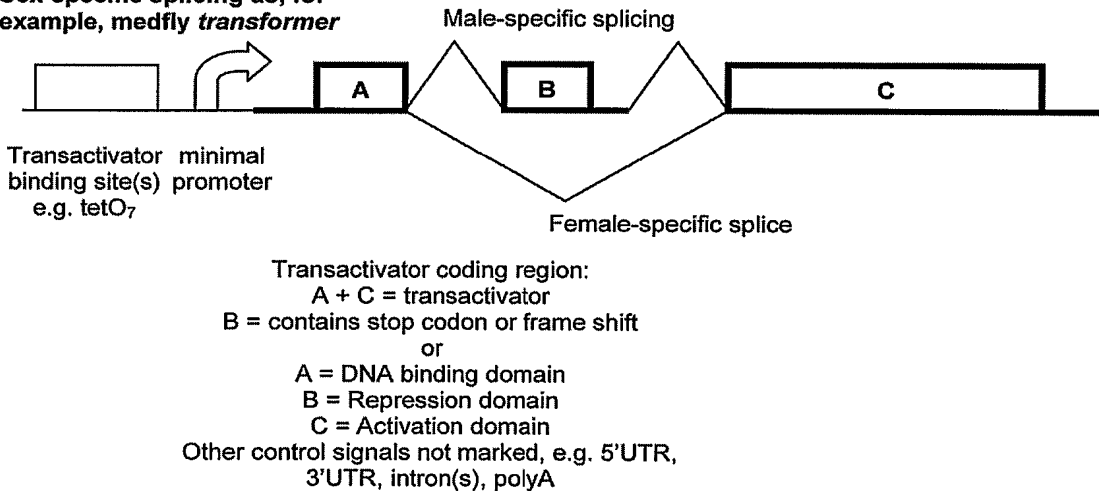 example, medfly transformer
Male-specific splicing
A
B
C
Transactivator minimal
binding site(s) promoter
e.g. tetO₇
Female-specific splice
Transactivator coding region:
A + C = transactivator
B = contains stop codon or frame shift
or
A = DNA binding domain
B = Repression domain
C = Activation domain
Other control signals not marked, e.g. 5'UTR,
3'UTR, intron(s), polyA